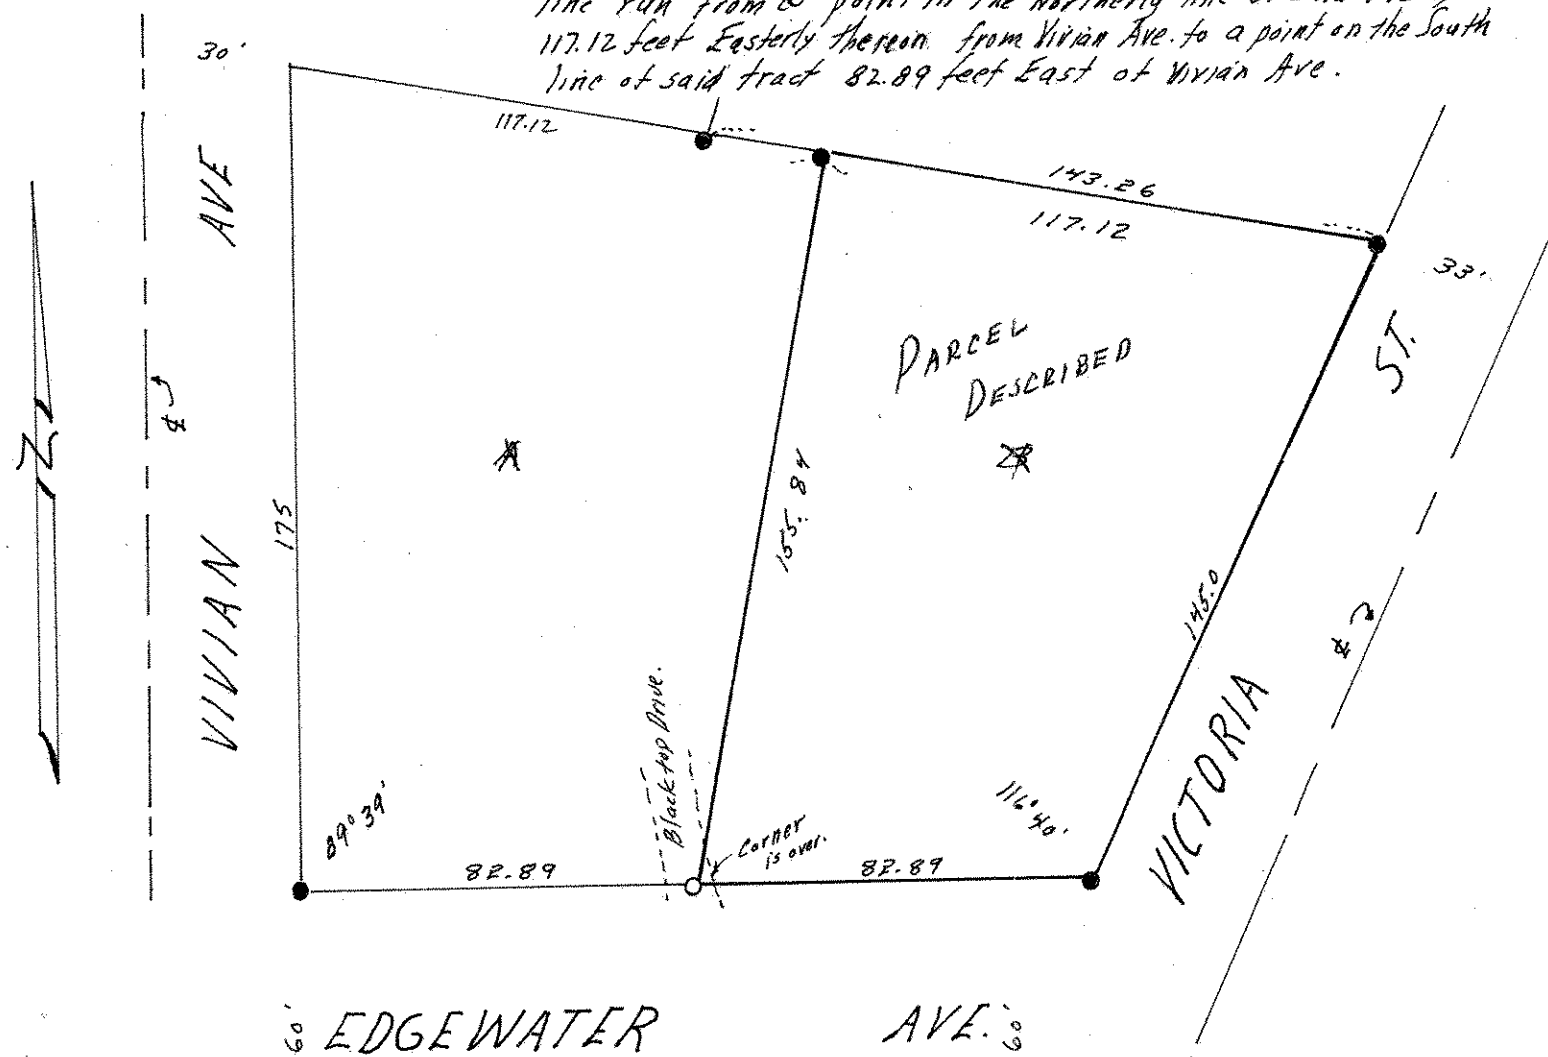 line run from a point in the Northerly line of said
117.12 feet Easterly thereon from Vivian Ave. to a point on the South
line of said tract 82.89 feet East of Vivian Ave.
30'
117.12
143.26
117.12
33'
AVE
ST.
PARCEL
DESCRIBED
N
A
175
155.84
145.0
VIVIAN
VICTORIA
Blacktop Drive.
89° 39'
116° 40'
Corner
is over.
82.89
82.89
60' EDGEWATER AVE. 60'